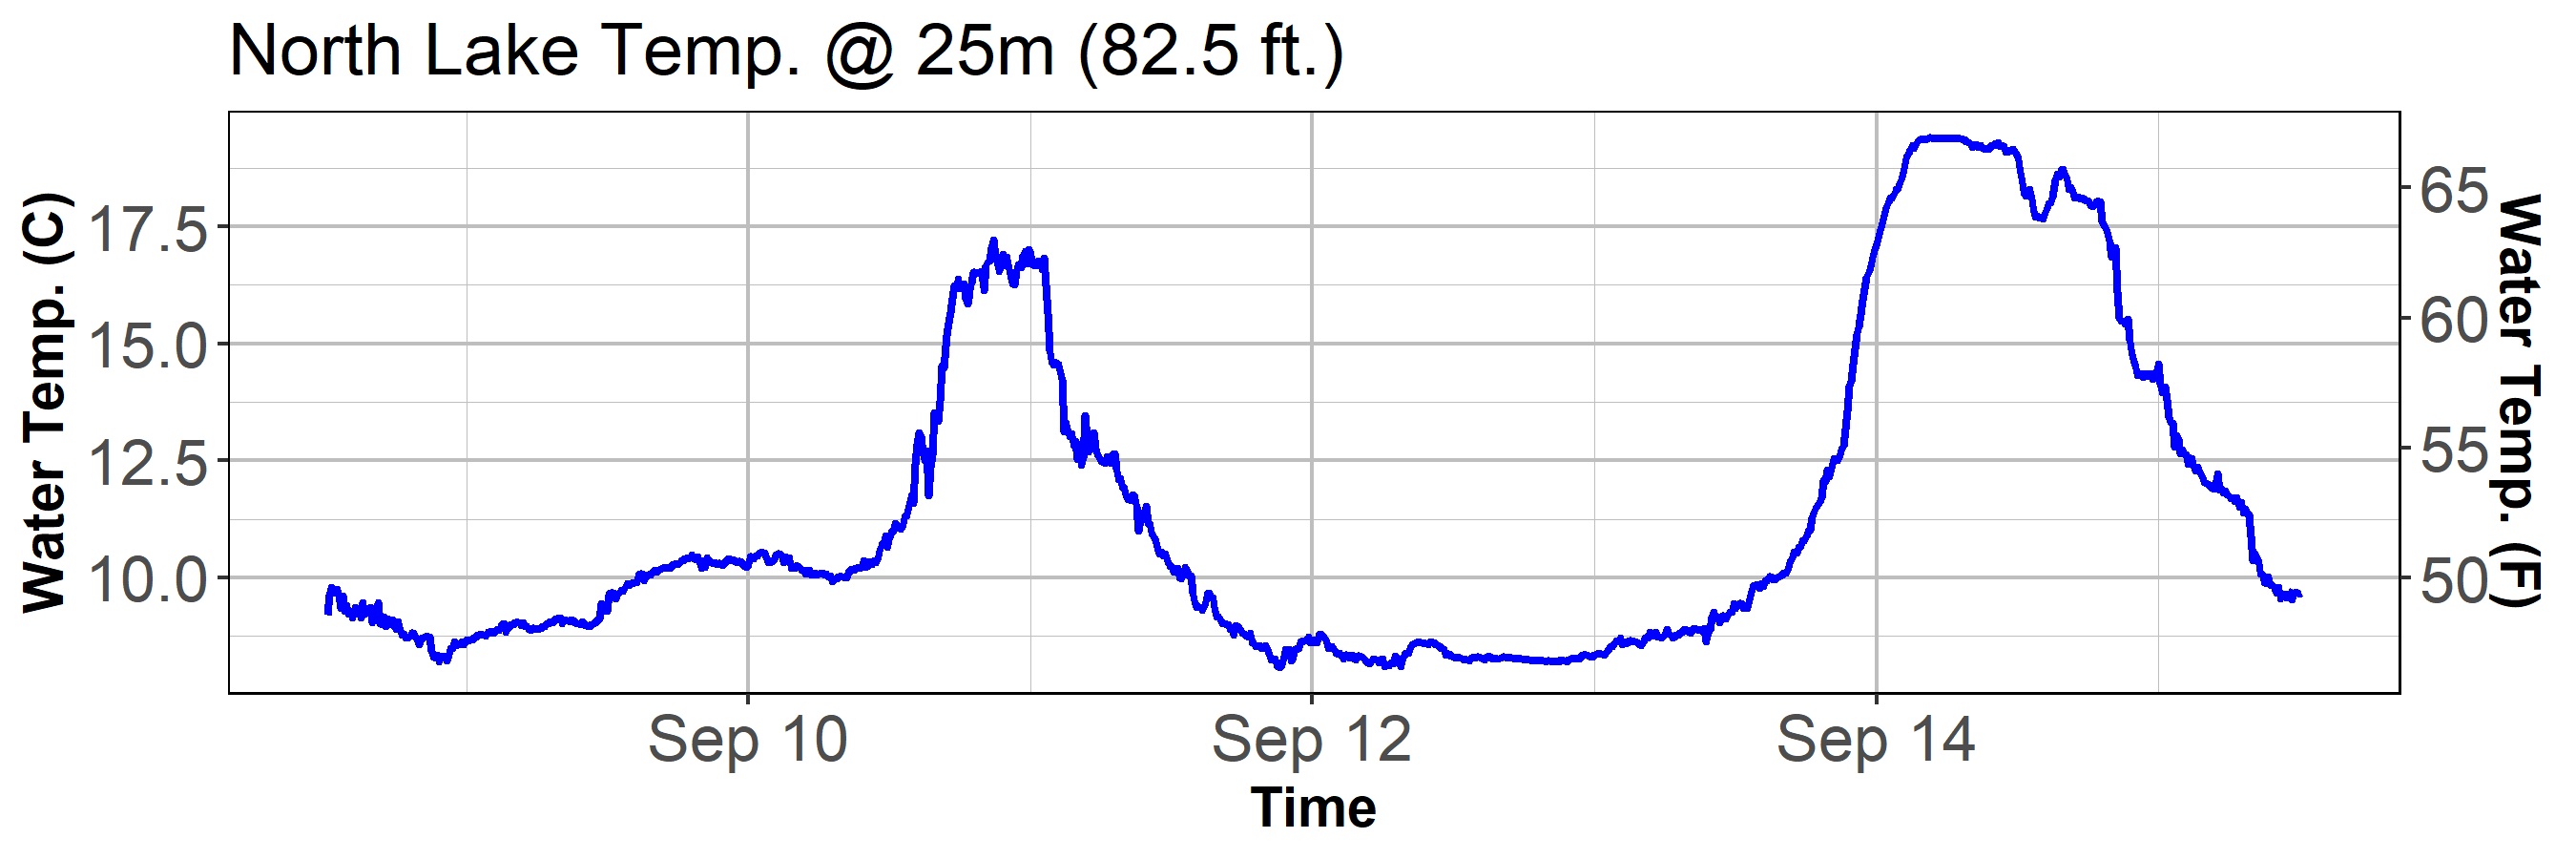 North Lake Temp. @ 25m (82.5 ft.)
Water Temp. (C)
17.5
15.0
12.5
10.0
65
60
55
50
Water Temp. (F)
Sep 10
Sep 12
Sep 14
Time